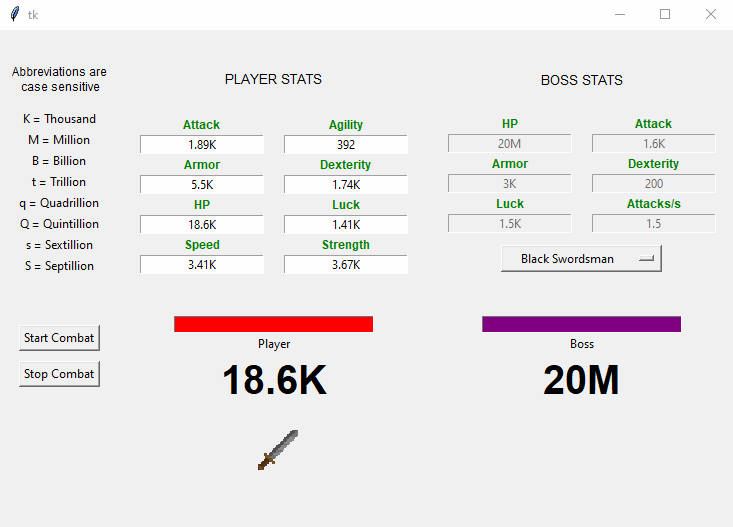 tk
Abbreviations are
case sensitive
K = Thousand
M = Million
B = Billion
t = Trillion
q = Quadrillion
Q = Quintillion
s = Sextillion
S = Septillion
Start Combat
Stop Combat
PLAYER STATS
Attack Agility
1.89K 392
Armor Dexterity
5.5K 1.74K
HP Luck
18.6K 1.41K
Speed Strength
3.41K 3.67K
Player
18.6K
BOSS STATS
HP Attack
20M 1.6K
Armor Dexterity
3K 200
Luck Attacks/s
1.5K 1.5
Black Swordsman
Boss
20M